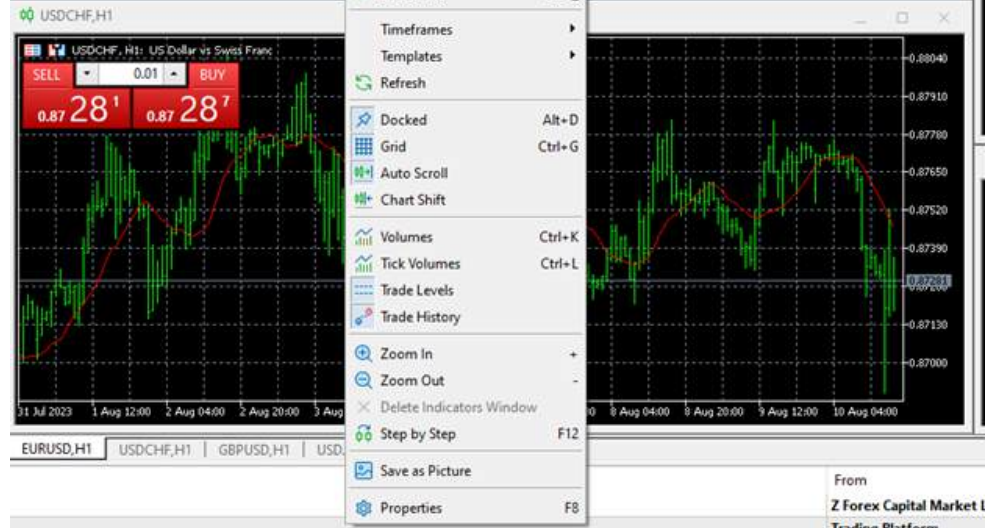 USDCHF,H1
USDCHF, H1: US Dollar vs Swiss Franc
SELL 0.01 BUY
0.87 28 1 0.87 28 7
Timeframes
Templates
Refresh
Docked Alt+D
Grid Ctrl+G
Auto Scroll
Chart Shift
Volumes Ctrl+K
Tick Volumes Ctrl+L
Trade Levels
Trade History
Zoom In +
Zoom Out -
Delete Indicators Window
Step by Step F12
Save as Picture
Properties F8
0.88040
0.87910
0.87780
0.87650
0.87520
0.87390
0.87281
0.87130
0.87000
31 Jul 2023 1 Aug 12:00 2 Aug 04:00 2 Aug 20:00 3 Aug 8 Aug 04:00 8 Aug 20:00 9 Aug 12:00 10 Aug 04:00
EURUSD,H1 USDCHF,H1 GBPUSD,H1 USD
From
Z Forex Capital Market L
Trading Platform